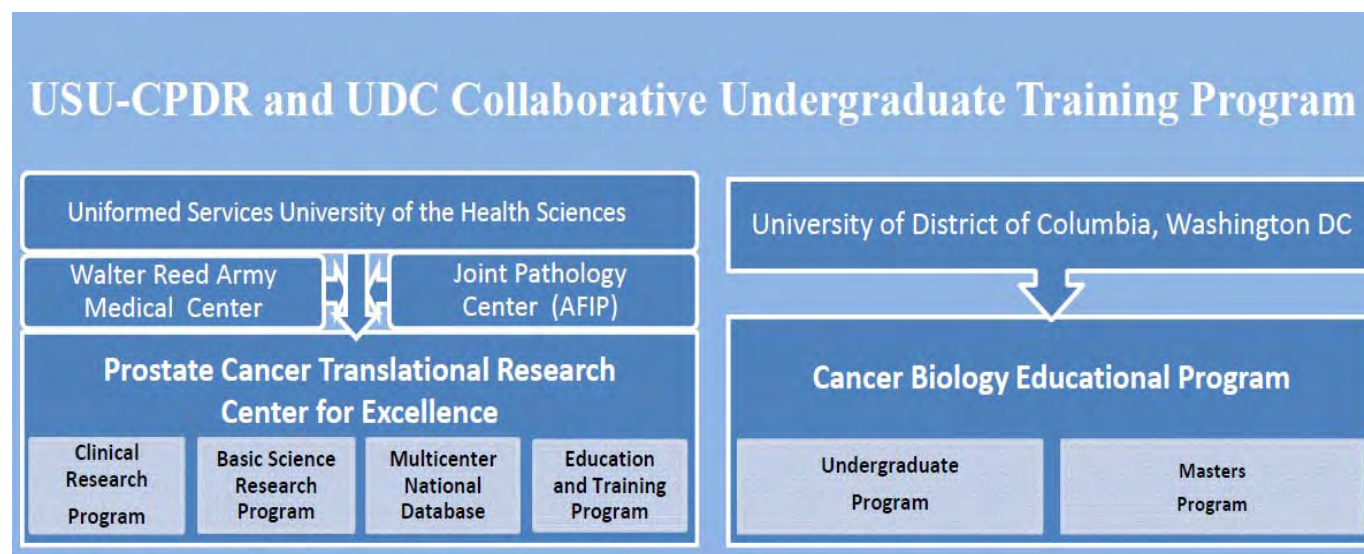 USU-CPDR and UDC Collaborative Undergraduate Training Program
Uniformed Services University of the Health Sciences
Walter Reed Army
Medical Center
Joint Pathology
Center (AFIP)
Prostate Cancer Translational Research
Center for Excellence
Clinical
Research
Program
Basic Science
Research
Program
Multicenter
National
Database
Education
and Training
Program
University of District of Columbia, Washington DC
Cancer Biology Educational Program
Undergraduate
Program
Masters
Program